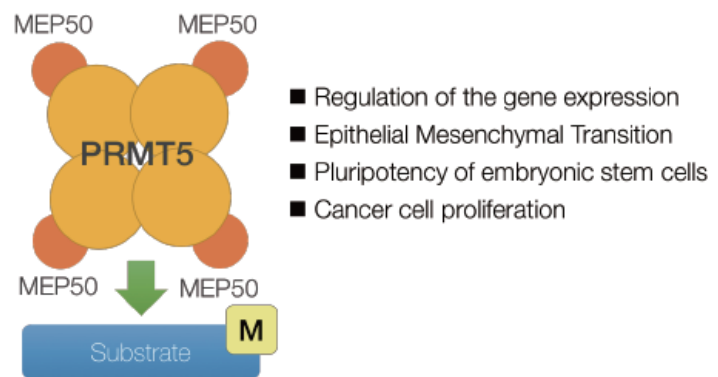 MEP50 MEP50
PRMT5
MEP50 MEP50
M
Substrate
■ Regulation of the gene expression
■ Epithelial Mesenchymal Transition
■ Pluripotency of embryonic stem cells
■ Cancer cell proliferation